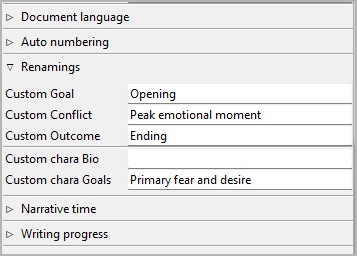 Document language
Auto numbering
Renamings
Custom Goal Opening
Custom Conflict Peak emotional moment
Custom Outcome Ending
Custom chara Bio
Custom chara Goals Primary fear and desire
Narrative time
Writing progress